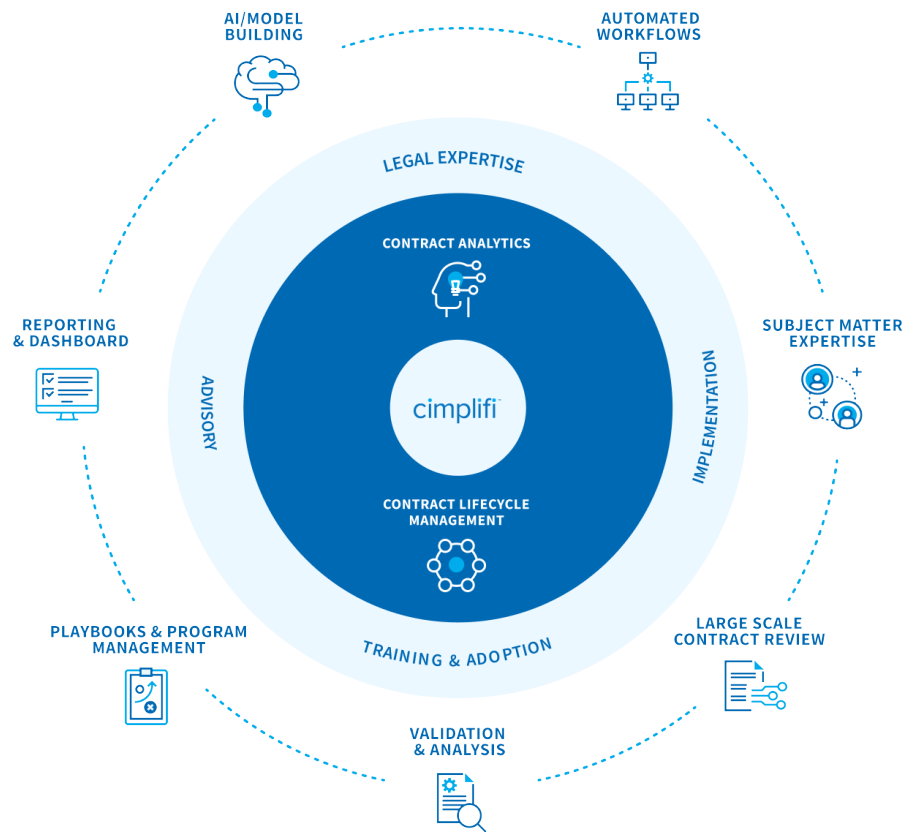 AI/MODEL
BUILDING
AUTOMATED
WORKFLOWS
LEGAL EXPERTISE
CONTRACT ANALYTICS
REPORTING
& DASHBOARD
SUBJECT MATTER
EXPERTISE
ADVISORY
cimplifi™
IMPLEMENTATION
CONTRACT LIFECYCLE
MANAGEMENT
PLAYBOOKS & PROGRAM
MANAGEMENT
LARGE SCALE
CONTRACT REVIEW
TRAINING & ADOPTION
VALIDATION
& ANALYSIS